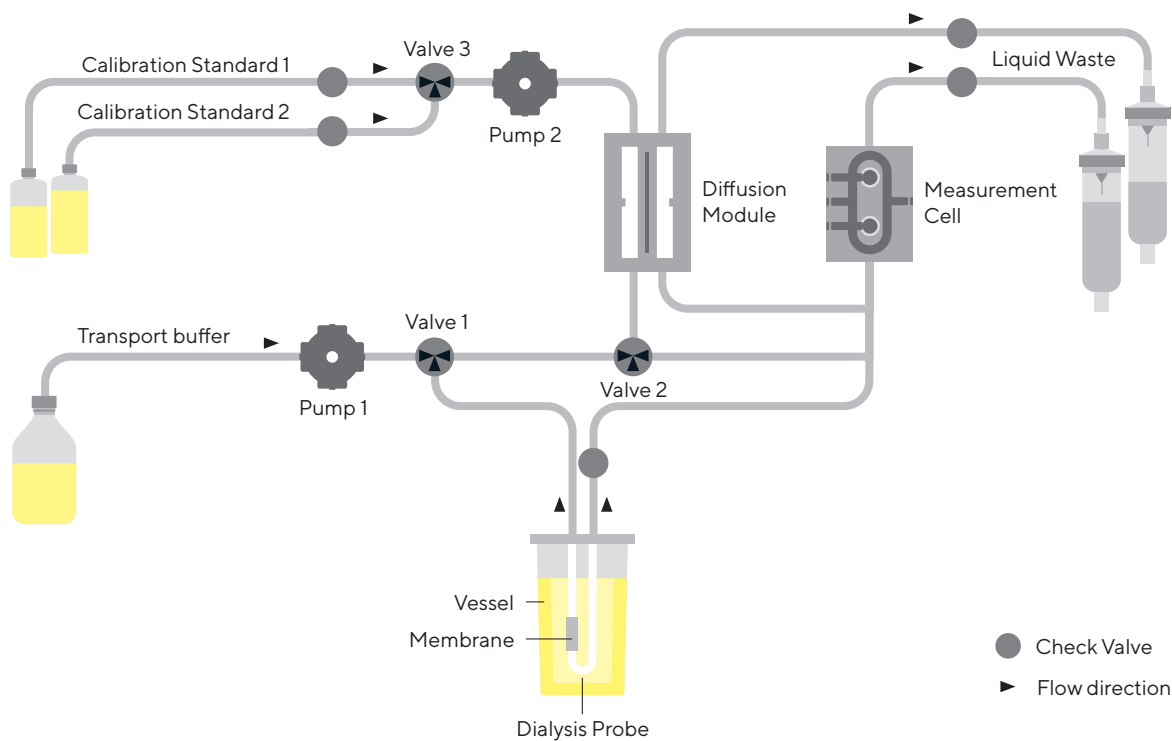 Valve 3
Calibration Standard 1
Calibration Standard 2
Pump 2
Liquid Waste
Diffusion
Module
Measurement
Cell
Transport buffer
Valve 1
Pump 1
Valve 2
Vessel
Membrane
Dialysis Probe
Check Valve
Flow direction